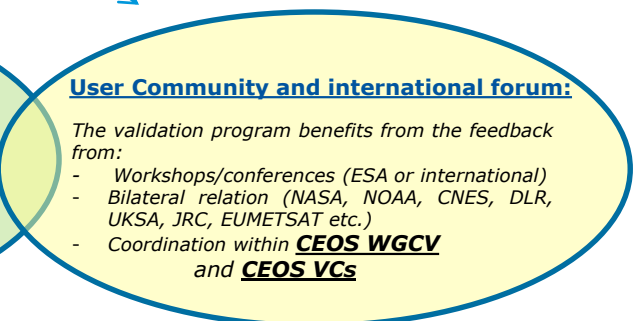 User Community and international forum:
The validation program benefits from the feedback
from:
- Workshops/conferences (ESA or international)
- Bilateral relation (NASA, NOAA, CNES, DLR,
UKSA, JRC, EUMETSAT etc.)
- Coordination within CEOS WGCV
and CEOS VCs